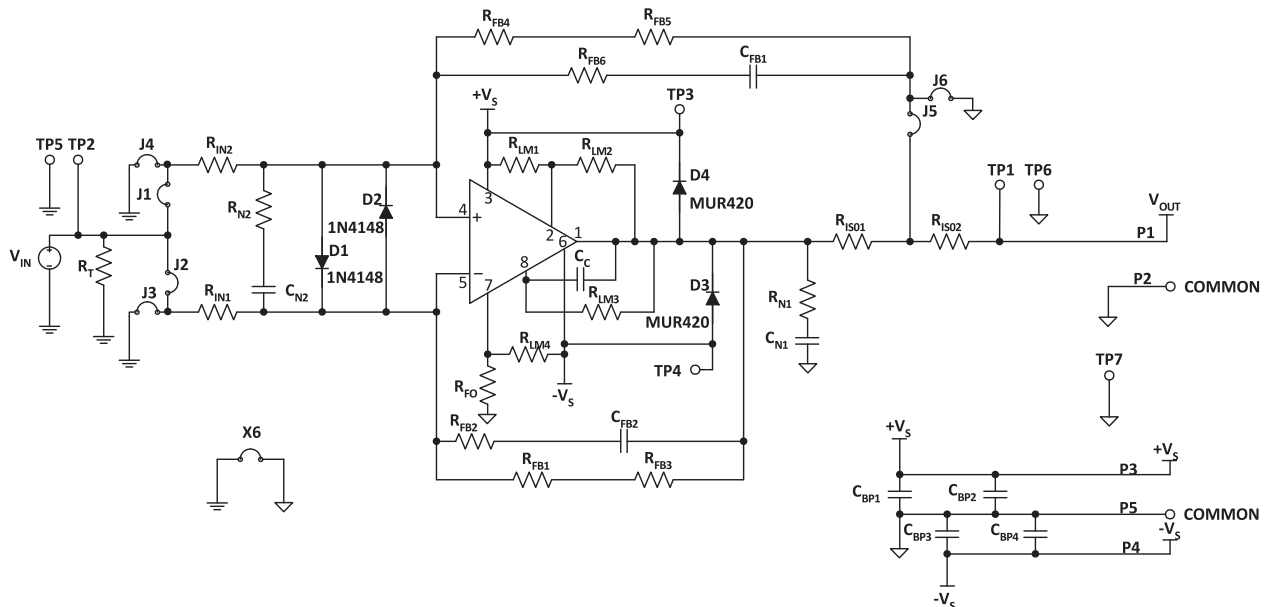 RFB4
RFB5
RFB6
CFB1
J6
J5
+VS
TP3
TP5
TP2
J4
RIN2
RLM1
RLM2
D4
MUR420
J1
RN2
D2
1N4148
D1
1N4148
3
4
+
2
6
1
TP1
TP6
RISO1
RISO2
VOUT
P1
VIN
+
-
RT
J2
J3
RIN1
CN2
5
−
7
8
CC
RLM3
D3
MUR420
RN1
CN1
P2
COMMON
RLM4
TP4
-VS
RFO
TP7
RFB2
CFB2
RFB1
RFB3
X6
+VS
+VS
P3
CBP1
CBP2
P5
COMMON
CBP3
CBP4
-VS
P4
-VS